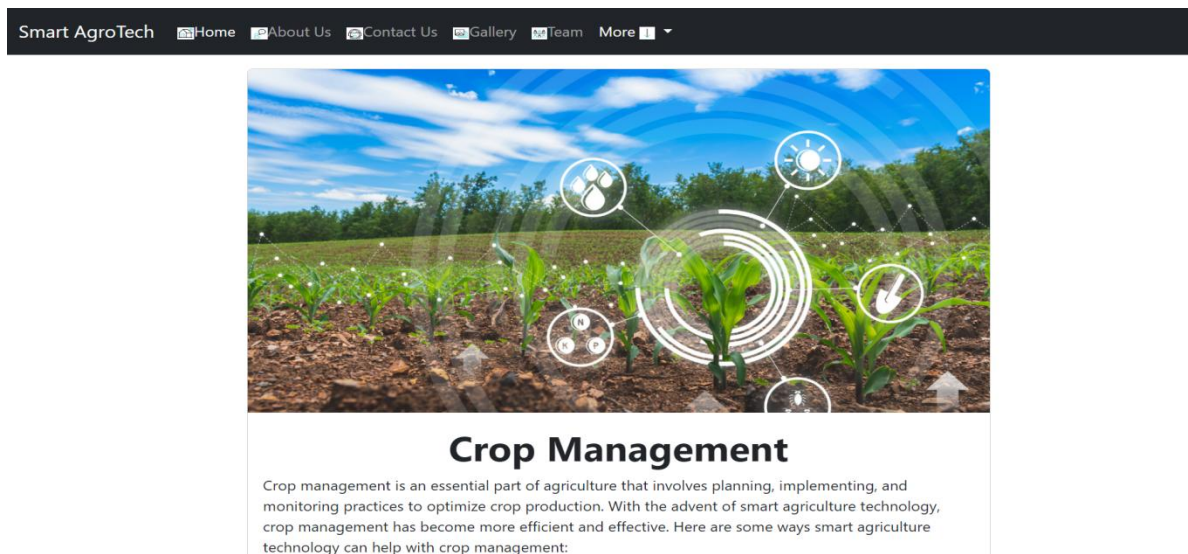 Smart AgroTech Home About Us Contact Us Gallery Team More
N
K P
Crop Management
Crop management is an essential part of agriculture that involves planning, implementing, and
monitoring practices to optimize crop production. With the advent of smart agriculture technology,
crop management has become more efficient and effective. Here are some ways smart agriculture
technology can help with crop management: